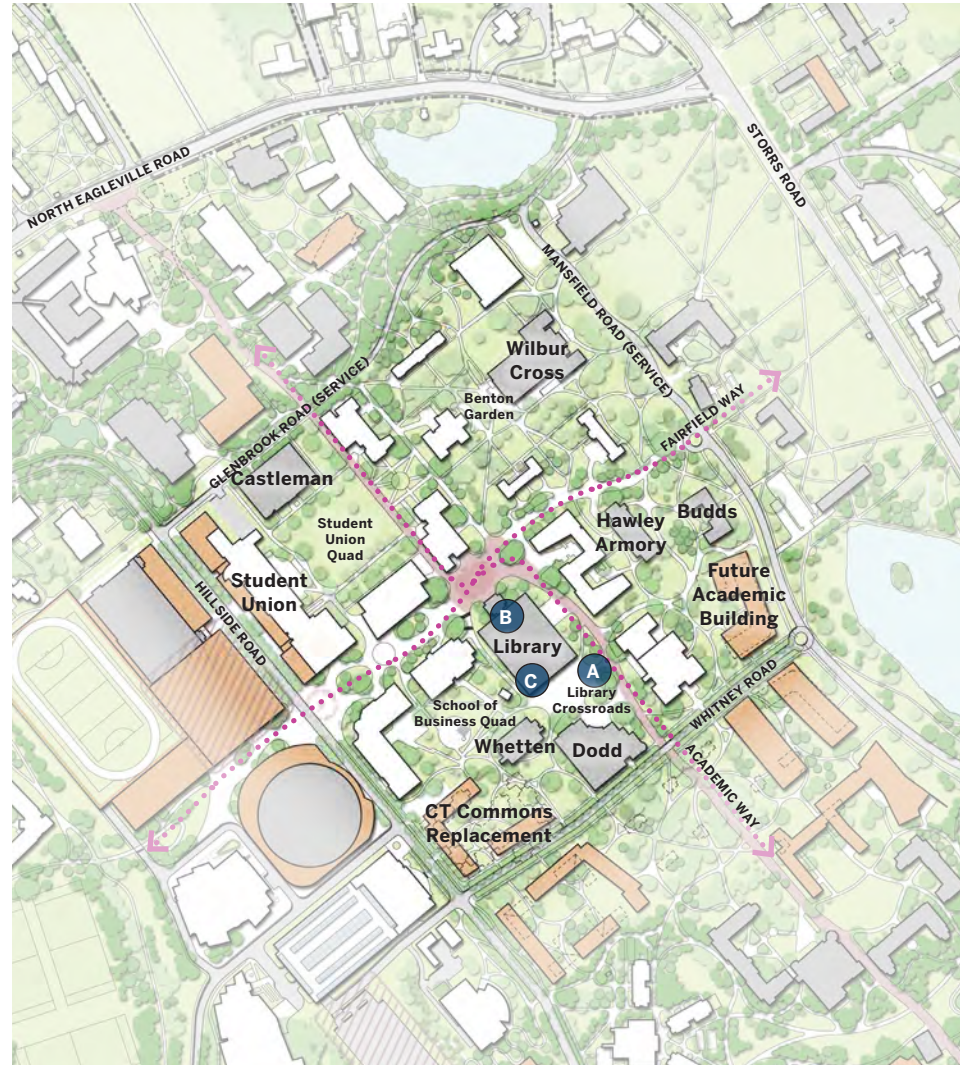 NORTH EAGLEVILLE ROAD
STORRS ROAD
MANSFIELD ROAD (SERVICE)
Wilbur
Cross
Benton
Garden
GLENBROOK ROAD (SERVICE)
FAIRFIELD WAY
Castleman
Student
Union
Quad
Hawley
Armory
Budds
Student
Union
HILLSIDE ROAD
Future
Academic
Building
B
Library
C
A
Library
Crossroads
School of
Business Quad
WHITNEY ROAD
Whetten
Dodd
ACADEMIC WAY
CT Commons
Replacement